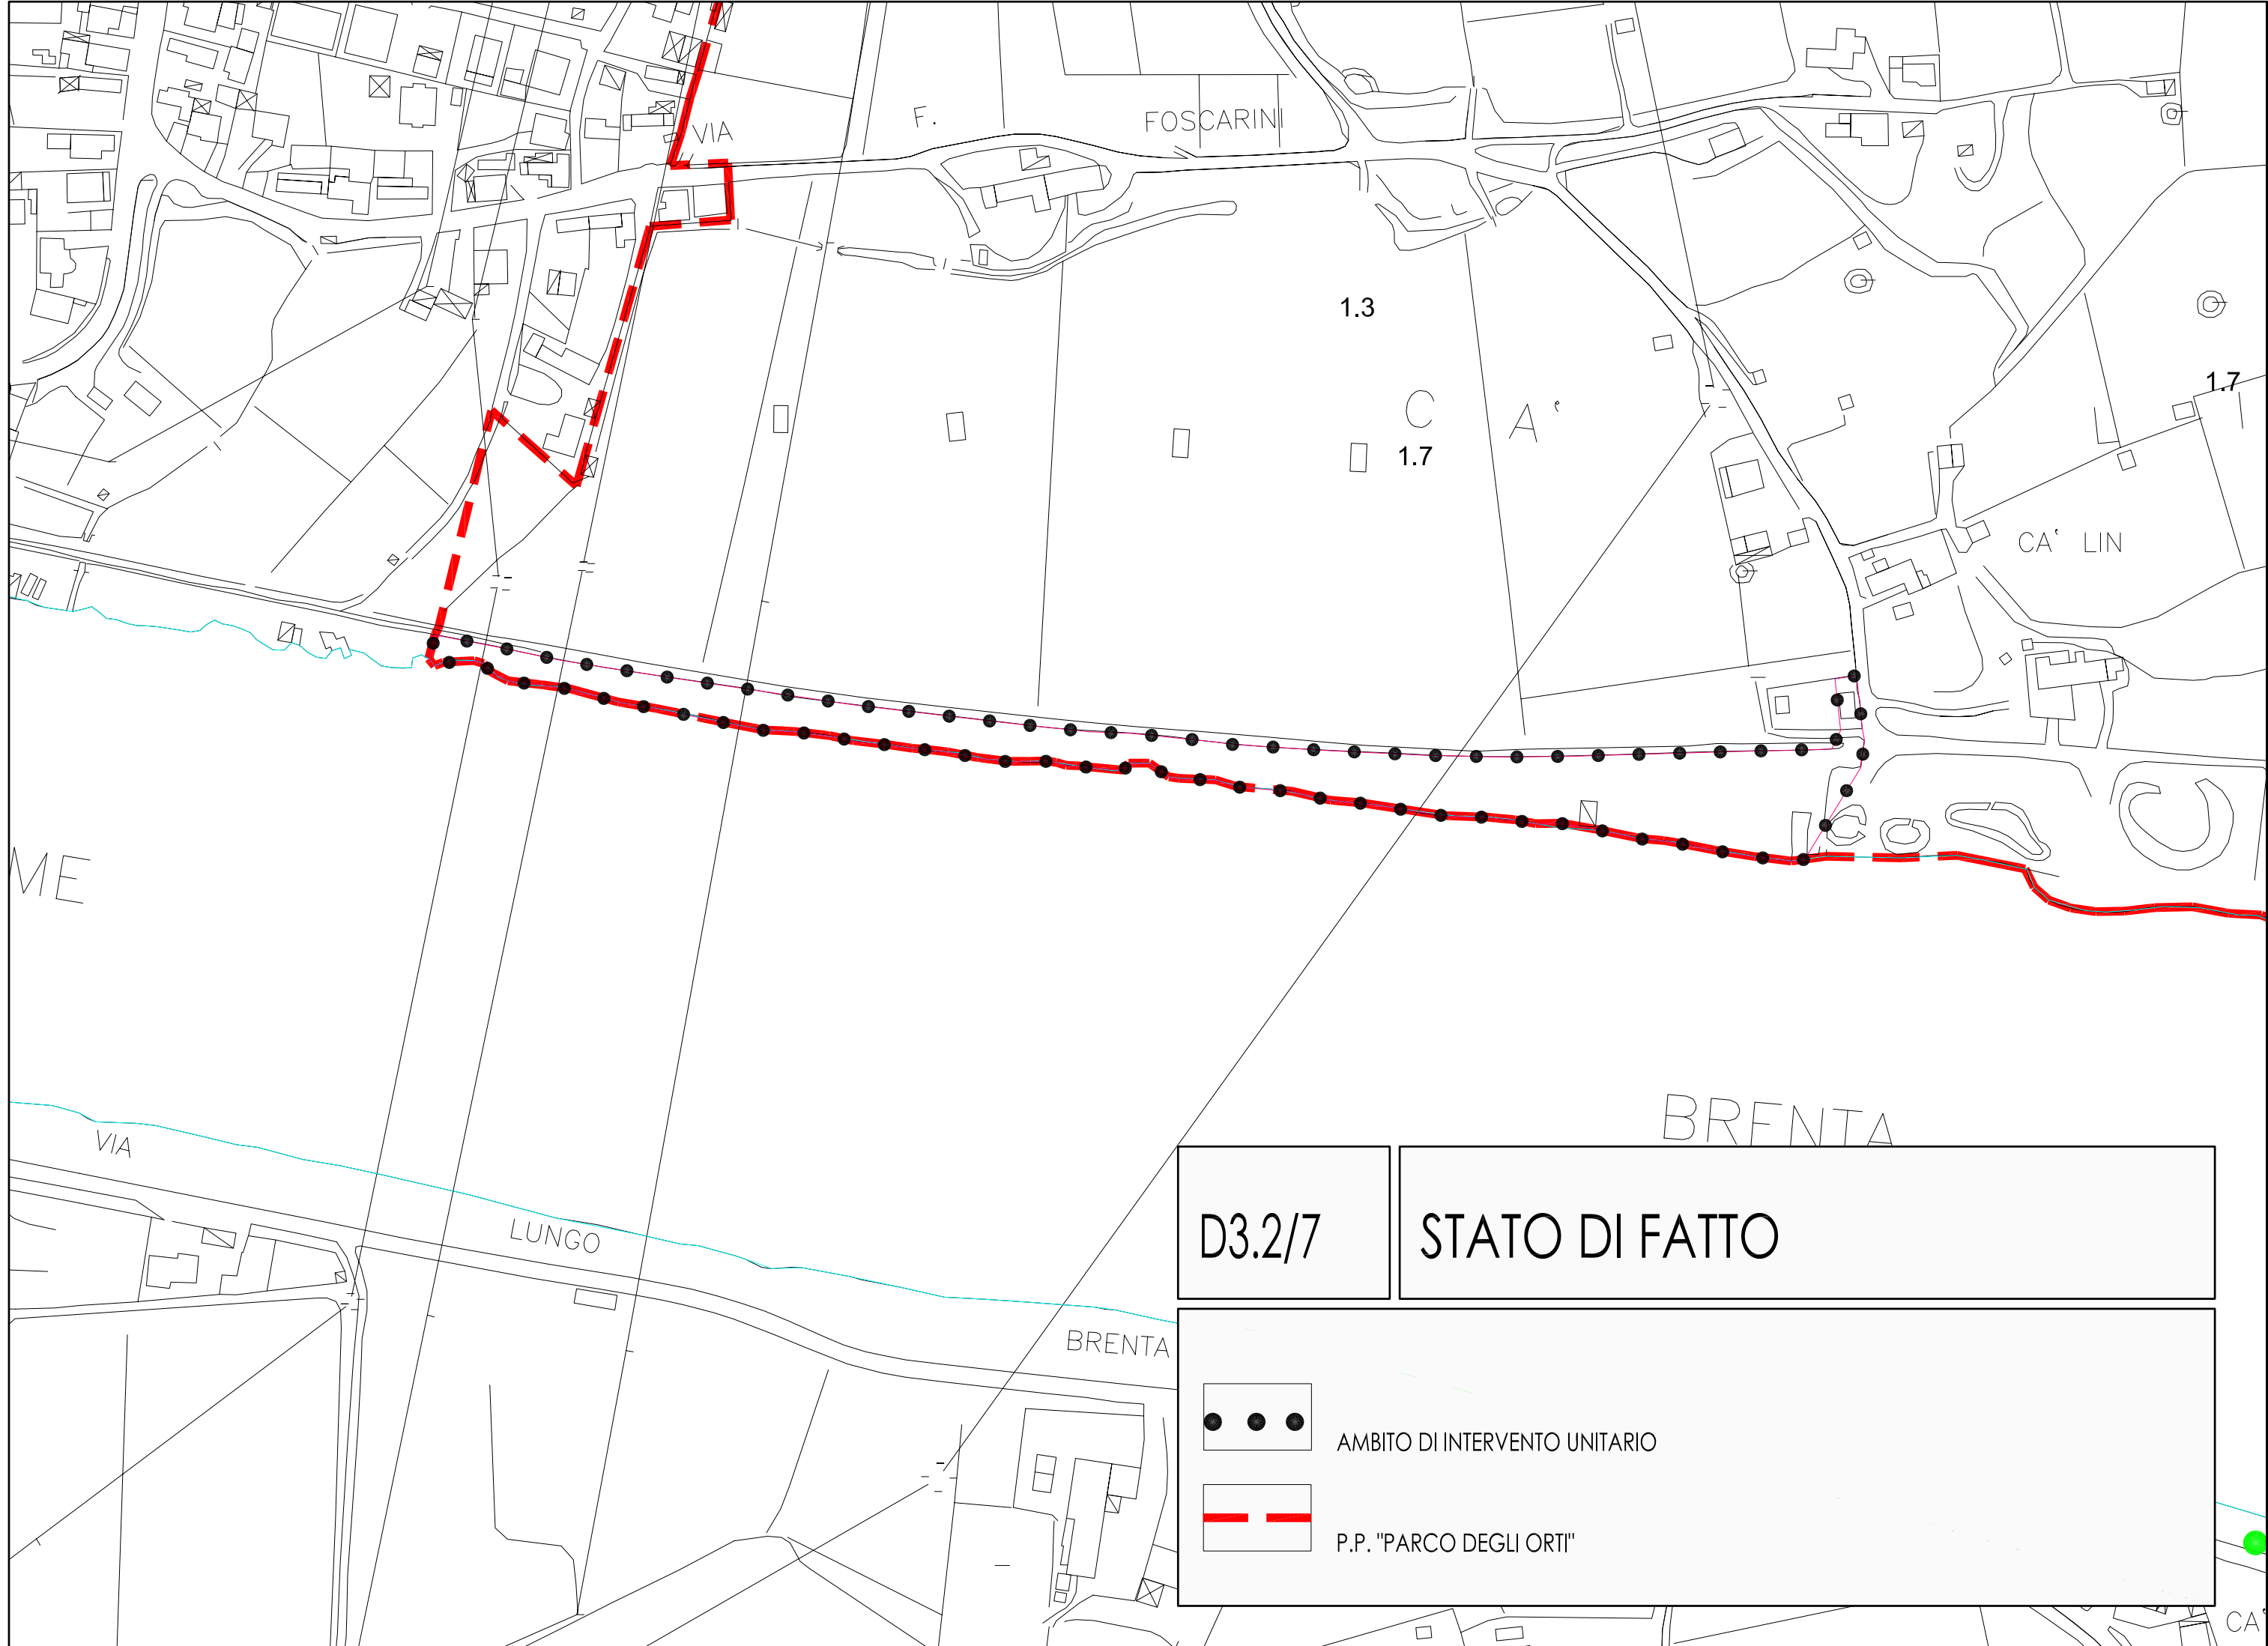 VIA
F.
FOSCARINI
1.3
C A'
1.7
1.7
CA' LIN
ME
BRENTA
VIA
LUNGO
BRENTA
D3.2/7
STATO DI FATTO
AMBITO DI INTERVENTO UNITARIO
P.P. "PARCO DEGLI ORTI"
CA'